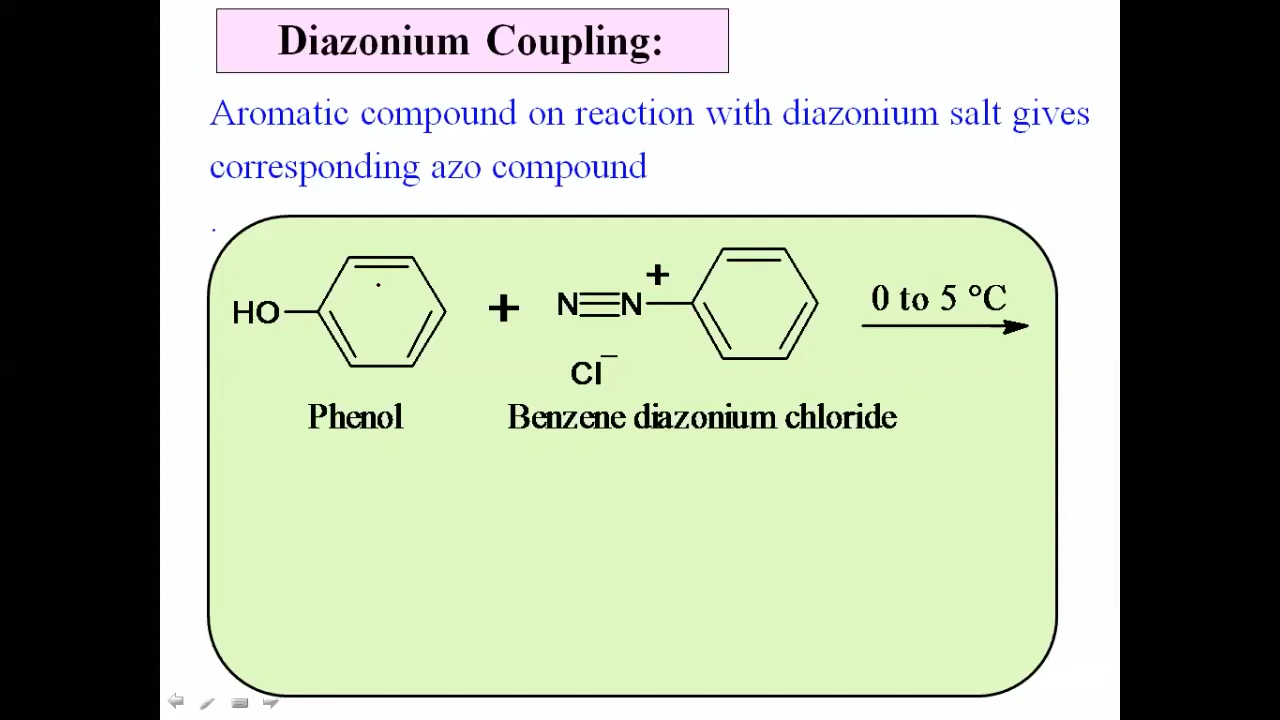 Diazonium Coupling:
Aromatic compound on reaction with diazonium salt gives
corresponding azo compound
.
HO + N≡N + 0 to 5 °C
Cl⁻
Phenol Benzene diazonium chloride